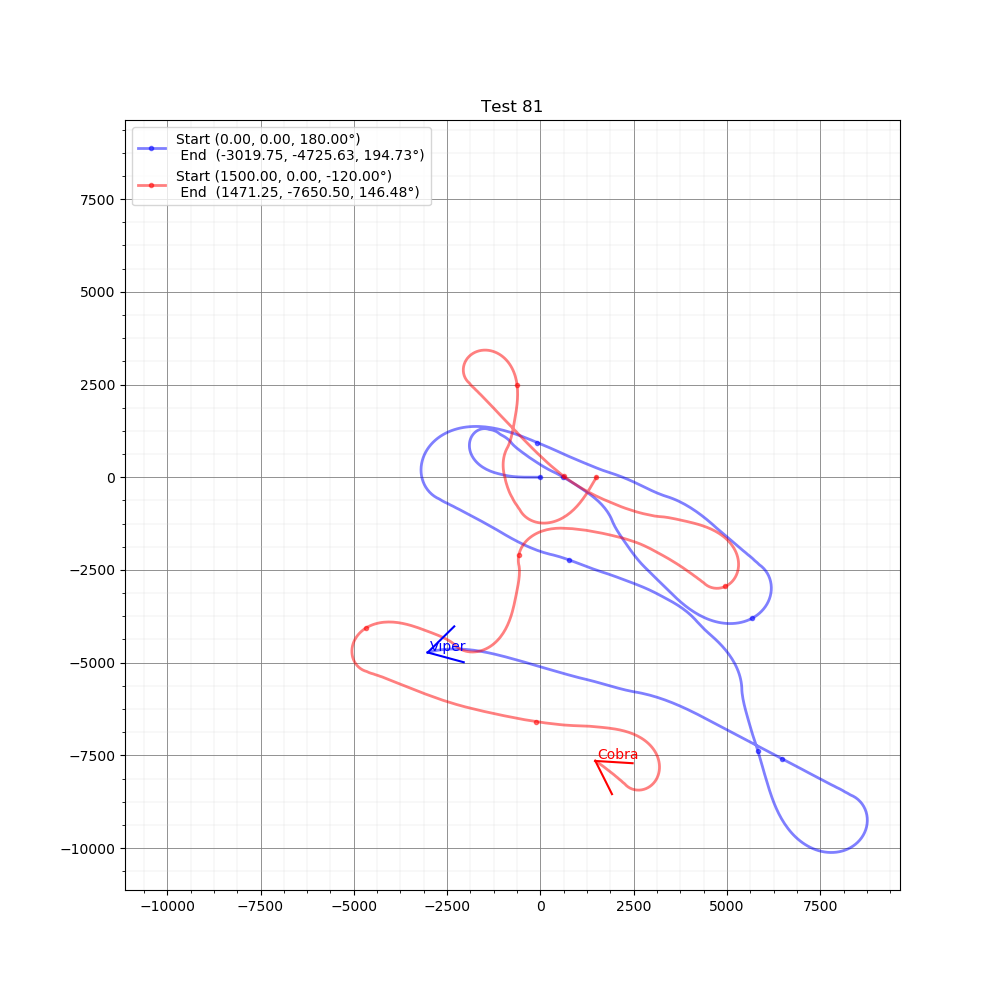 Test 81
Start (0.00, 0.00, 180.00°)
End (-3019.75, -4725.63, 194.73°)
Start (1500.00, 0.00, -120.00°)
End (1471.25, -7650.50, 146.48°)
7500
5000
2500
0
−2500
−5000
−7500
−10000
Viper
Cobra
−10000 −7500 −5000 −2500 0 2500 5000 7500